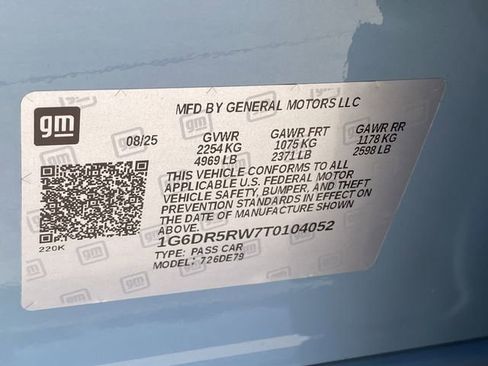 gm
MFD BY GENERAL MOTORS LLC
08/25 GVWR GAWR FRT GAWR RR
2254 KG 1075 KG 1178 KG
4969 LB 2371 LB 2598 LB
THIS VEHICLE CONFORMS TO ALL
APPLICABLE U.S. FEDERAL MOTOR
VEHICLE SAFETY, BUMPER, AND THEFT
PREVENTION STANDARDS IN EFFECT ON
THE DATE OF MANUFACTURE SHOWN
ABOVE.
1G6DR5RW7T0104052
TYPE: PASS CAR
MODEL: 726DE79
P.1
220K